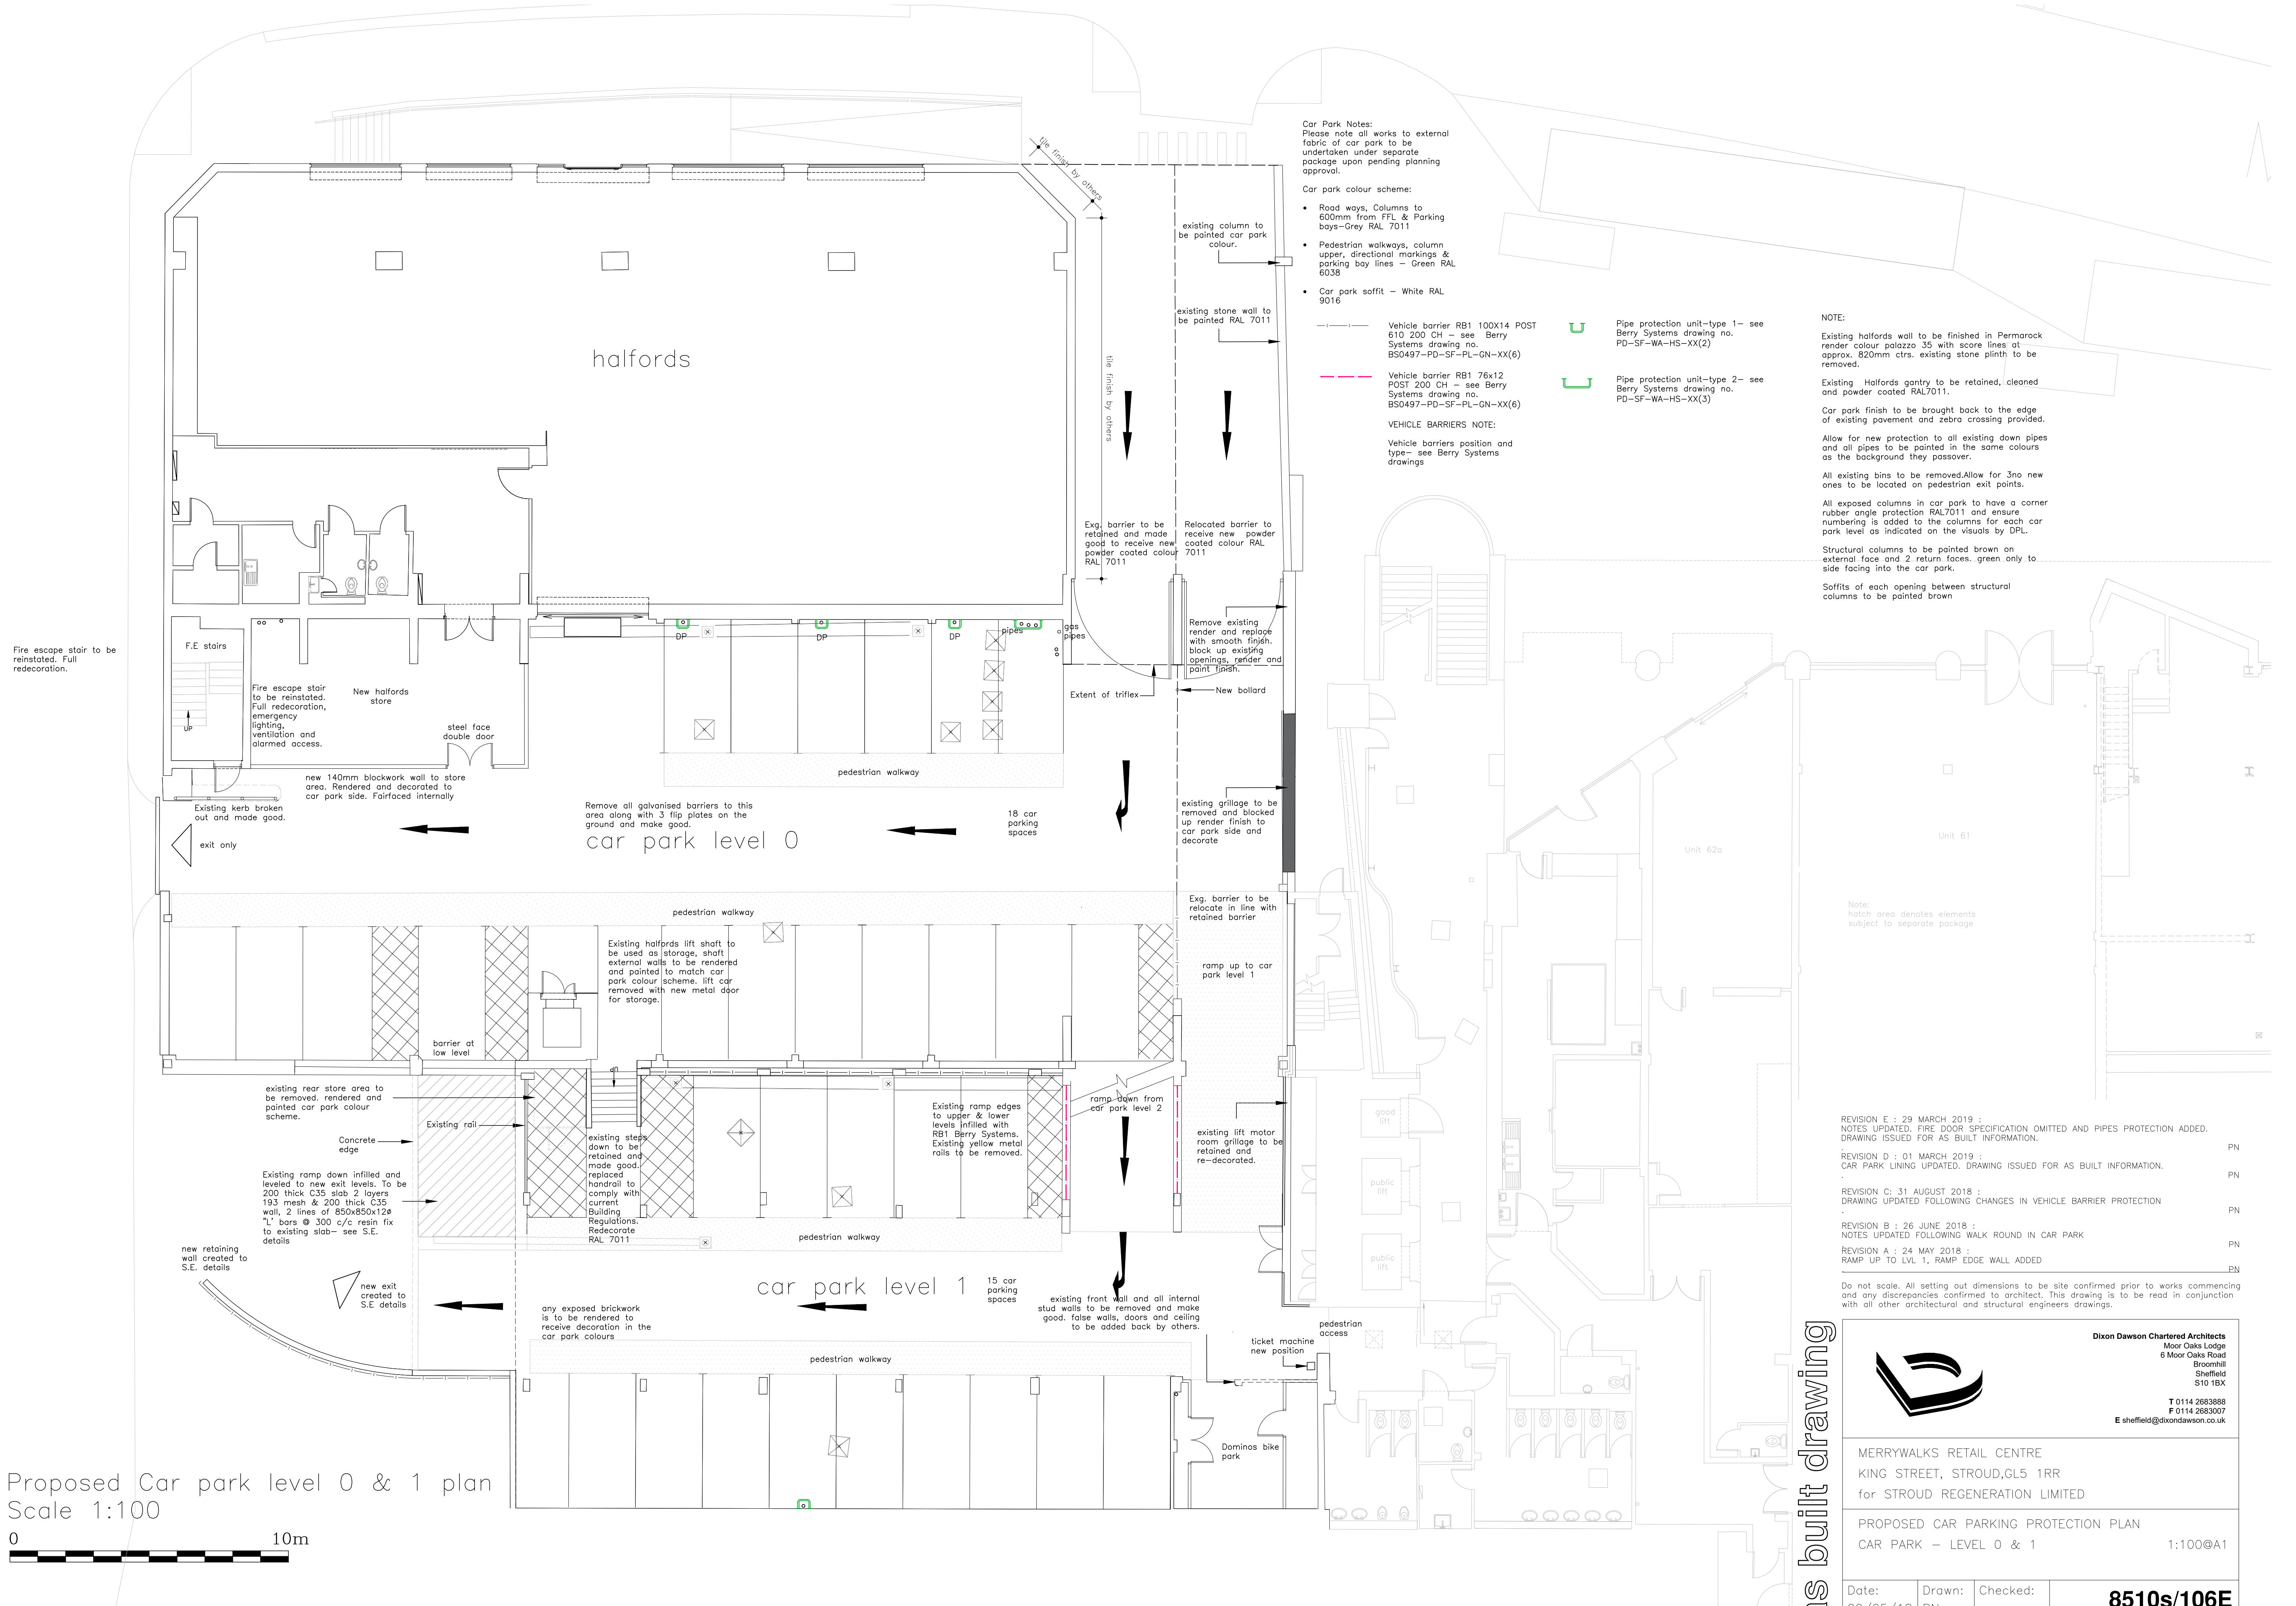 tile finish by others
Car Park Notes:
Please note all works to external
fabric of car park to be
undertaken under separate
package upon pending planning
approval.
Car park colour scheme:
• Road ways, Columns to
600mm from FFL & Parking
bays-Grey RAL 7011
• Pedestrian walkways, column
upper, directional markings &
parking bay lines - Green RAL
6038
• Car park soffit - White RAL
9016
existing column to
be painted car park
colour.
existing stone wall to
be painted RAL 7011
halfords
tile finish by others
Vehicle barrier RB1 100X14 POST
610 200 CH - see Berry
Systems drawing no.
BS0497-PD-SF-PL-GN-XX(6)
Vehicle barrier RB1 76x12
POST 200 CH - see Berry
Systems drawing no.
BS0497-PD-SF-PL-GN-XX(6)
VEHICLE BARRIERS NOTE:
Vehicle barriers position and
type- see Berry Systems
drawings
Pipe protection unit-type 1- see
Berry Systems drawing no.
PD-SF-WA-HS-XX(2)
Pipe protection unit-type 2- see
Berry Systems drawing no.
PD-SF-WA-HS-XX(3)
NOTE:
Existing halfords wall to be finished in Permarock
render colour palazzo 35 with score lines at
approx. 820mm ctrs. existing stone plinth to be
removed.
Existing Halfords gantry to be retained, cleaned
and powder coated RAL7011.
Car park finish to be brought back to the edge
of existing pavement and zebra crossing provided.
Allow for new protection to all existing down pipes
and all pipes to be painted in the same colours
as the background they passover.
All existing bins to be removed.Allow for 3no new
ones to be located on pedestrian exit points.
All exposed columns in car park to have a corner
rubber angle protection RAL7011 and ensure
numbering is added to the columns for each car
park level as indicated on the visuals by DPL.
Structural columns to be painted brown on
external face and 2 return faces. green only to
side facing into the car park.
Soffits of each opening between structural
columns to be painted brown
Exg. barrier to be
retained and made
good to receive new
powder coated colour
RAL 7011
Relocated barrier to
receive new powder
coated colour RAL
7011
Fire escape stair to be
reinstated. Full
redecoration.
F.E stairs
UP
Fire escape stair
to be reinstated.
Full redecoration,
emergency
lighting,
ventilation and
alarmed access.
New halfords
store
steel face
double door
DP
DP
DP
pipes
gas
pipes
Remove existing
render and replace
with smooth finish.
block up existing
openings, render and
paint finish.
Extent of triflex
New bollard
pedestrian walkway
new 140mm blockwork wall to store
area. Rendered and decorated to
car park side. Fairfaced internally
Existing kerb broken
out and made good.
exit only
Remove all galvanised barriers to this
area along with 3 flip plates on the
ground and make good.
car park level 0
18 car
parking
spaces
existing grillage to be
removed and blocked
up render finish to
car park side and
decorate
Unit 62a
Unit 61
Note:
hatch area denotes elements
subject to separate package
pedestrian walkway
Exg. barrier to be
relocate in line with
retained barrier
Existing halfords lift shaft to
be used as storage, shaft
external walls to be rendered
and painted to match car
park colour scheme. lift car
removed with new metal door
for storage.
ramp up to car
park level 1
barrier at
low level
existing rear store area to
be removed. rendered and
painted car park colour
scheme.
Existing rail
Concrete
edge
Existing ramp down infilled and
leveled to new exit levels. To be
200 thick C35 slab 2 layers
193 mesh & 200 thick C35
wall, 2 lines of 850x850x12ø
"L" bars @ 300 c/c resin fix
to existing slab- see S.E.
details
new retaining
wall created to
S.E. details
new exit
created to
S.E details
UP
existing steps
down to be
retained and
made good.
replaced
handrail to
comply with
current
Building
Regulations.
Redecorate
RAL 7011
Existing ramp edges
to upper & lower
levels infilled with
RB1 Berry Systems.
Existing yellow metal
rails to be removed.
ramp down from
car park level 2
existing lift motor
room grillage to be
retained and
re-decorated.
good
lift
public
lift
public
lift
pedestrian walkway
car park level 1
15 car
parking
spaces
any exposed brickwork
is to be rendered to
receive decoration in the
car park colours
existing front wall and all internal
stud walls to be removed and make
good. false walls, doors and ceiling
to be added back by others.
pedestrian
access
ticket machine
new position
pedestrian walkway
Dominos bike
park
REVISION E : 29 MARCH 2019 :
NOTES UPDATED. FIRE DOOR SPECIFICATION OMITTED AND PIPES PROTECTION ADDED.
DRAWING ISSUED FOR AS BUILT INFORMATION.
PN
REVISION D : 01 MARCH 2019 :
CAR PARK LINING UPDATED. DRAWING ISSUED FOR AS BUILT INFORMATION.
PN
REVISION C: 31 AUGUST 2018 :
DRAWING UPDATED FOLLOWING CHANGES IN VEHICLE BARRIER PROTECTION
PN
REVISION B : 26 JUNE 2018 :
NOTES UPDATED FOLLOWING WALK ROUND IN CAR PARK
PN
REVISION A : 24 MAY 2018 :
RAMP UP TO LVL 1, RAMP EDGE WALL ADDED
PN
Do not scale. All setting out dimensions to be site confirmed prior to works commencing
and any discrepancies confirmed to architect. This drawing is to be read in conjunction
with all other architectural and structural engineers drawings.
Dixon Dawson Chartered Architects
Moor Oaks Lodge
6 Moor Oaks Road
Broomhill
Sheffield
S10 1BX
T 0114 2683888
F 0114 2683007
E sheffield@dixondawson.co.uk
MERRYWALKS RETAIL CENTRE
KING STREET, STROUD,GL5 1RR
for STROUD REGENERATION LIMITED
PROPOSED CAR PARKING PROTECTION PLAN
CAR PARK - LEVEL 0 & 1 1:100@A1
Date: Drawn: Checked:
8510s/106E
built drawing
Proposed Car park level 0 & 1 plan
Scale 1:100
0 10m